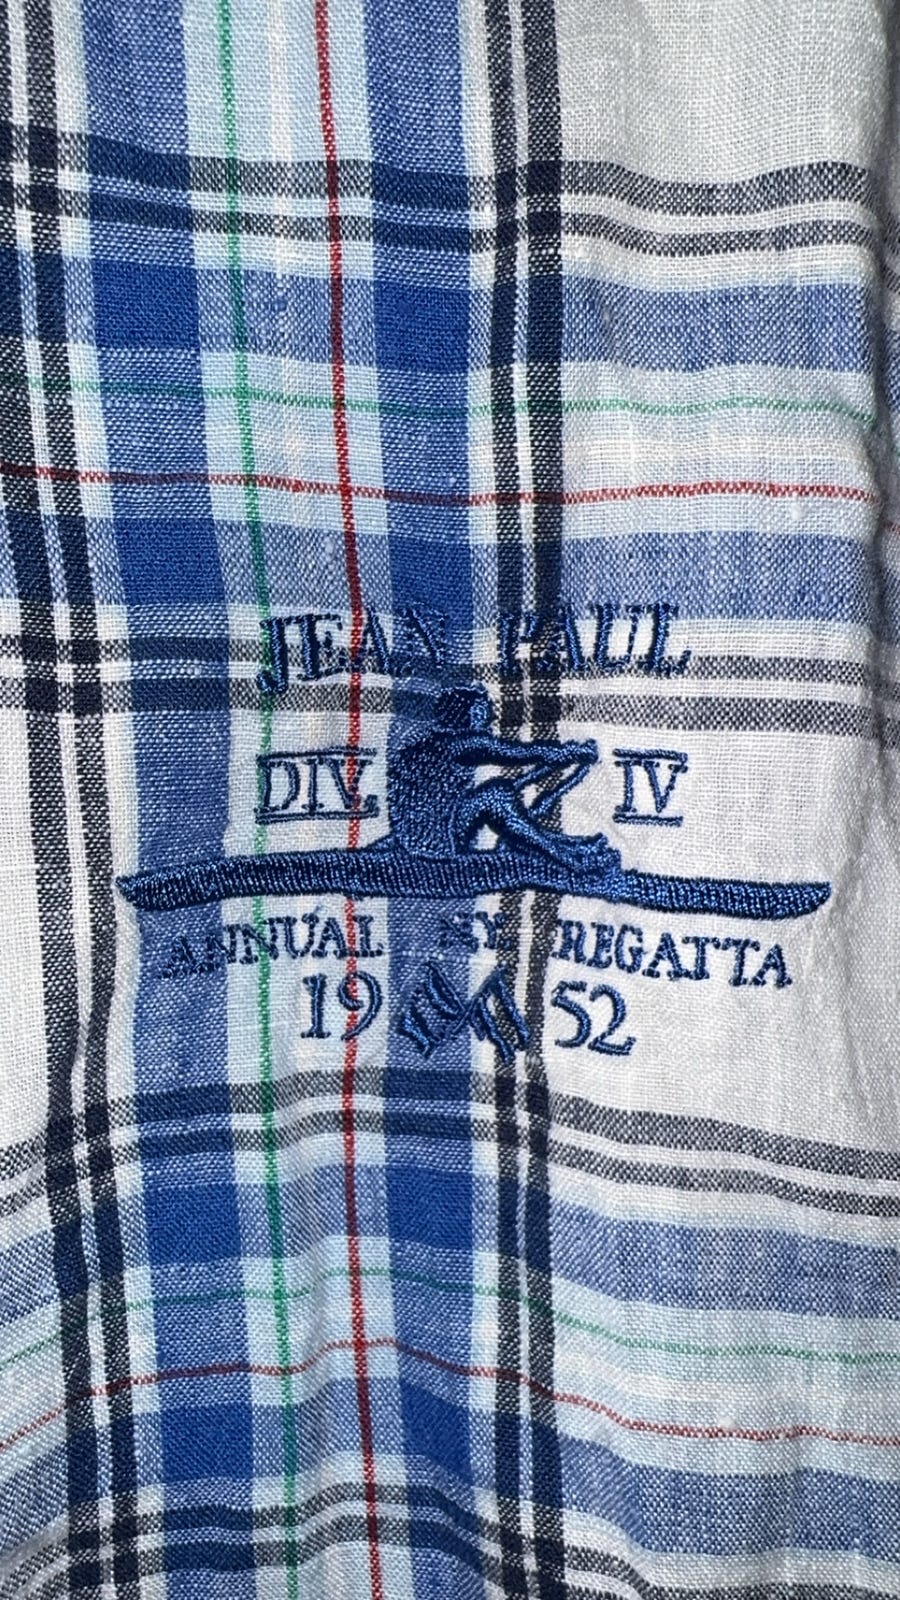 JEAN PAUL
DIV. IV
ANNUAL NY. REGATTA
19 52